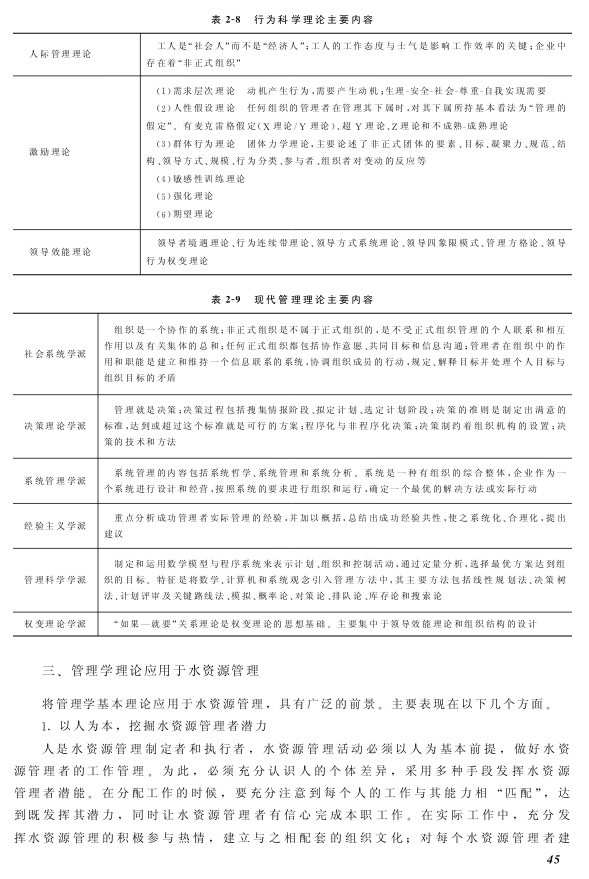 表 2-8 行为科学理论主要内容
人际管理理论
工人是“社会人”而不是“经济人”;工人的工作态度与士气是影响工作效率的关键;企业中
存在着“非正式组织”
激励理论
(1)需求层次理论 动机产生行为,需要产生动机:生理-安全-社会-尊重-自我实现需要
(2)人性假设理论 任何组织的管理者在管理其下属时,对其下属所持基本看法为“管理的
假定”。有麦克雷格假定(X 理论/Y 理论)、超 Y 理论、Z 理论和不成熟-成熟理论
(3)群体行为理论 团体力学理论,主要论述了非正式团体的要素、目标、凝聚力、规范、结
构、领导方式、规模、行为分类、参与者、组织者对变动的反应等
(4)敏感性训练理论
(5)强化理论
(6)期望理论
领导效能理论
领导者境遇理论、行为连续带理论、领导方式系统理论、领导四象限模式、管理方格论、领导
行为权变理论
表 2-9 现代管理理论主要内容
社会系统学派
组织是一个协作的系统;非正式组织是不属于正式组织的,是不受正式组织管理的个人联系和相互
作用以及有关集体的总和;任何正式组织都包括协作意愿、共同目标和信息沟通;管理者在组织中的作
用和职能是建立和维持一个信息联系的系统,协调组织成员的行动,规定、解释目标并处理个人目标与
组织目标的矛盾
决策理论学派
管理就是决策;决策过程包括搜集情报阶段、拟定计划、选定计划阶段;决策的准则是制定出满意的
标准,达到或超过这个标准就是可行的方案;程序化与非程序化决策;决策制约着组织机构的设置;决
策的技术和方法
系统管理学派
系统管理的内容包括系统哲学、系统管理和系统分析。系统是一种有组织的综合整体,企业作为一
个系统进行设计和经营,按照系统的要求进行组织和运行,确定一个最优的解决方法或实际行动
经验主义学派
重点分析成功管理者实际管理的经验,并加以概括,总结出成功经验共性,使之系统化、合理化,提出
建议
管理科学学派
制定和运用数学模型与程序系统来表示计划、组织和控制活动,通过定量分析,选择最优方案达到组
织的目标。特征是将数学、计算机和系统观念引入管理方法中,其主要方法包括线性规划法、决策树
法、计划评审及关键路线法、模拟、概率论、对策论、排队论、库存论和搜索论
权变理论学派
“如果—就要”关系理论是权变理论的思想基础。主要集中于领导效能理论和组织结构的设计
三、管理学理论应用于水资源管理
将管理学基本理论应用于水资源管理，具有广泛的前景。主要表现在以下几个方面。
1. 以人为本，挖掘水资源管理者潜力
人是水资源管理制定者和执行者，水资源管理活动必须以人为基本前提，做好水资
源管理者的工作管理。为此，必须充分认识人的个体差异，采用多种手段发挥水资源
管理者潜能。在分配工作的时候，要充分注意到每个人的工作与其能力相“匹配”，达
到既发挥其潜力，同时让水资源管理者有信心完成本职工作。在实际工作中，充分发
挥水资源管理的积极参与热情，建立与之相配套的组织文化；对每个水资源管理者建
45